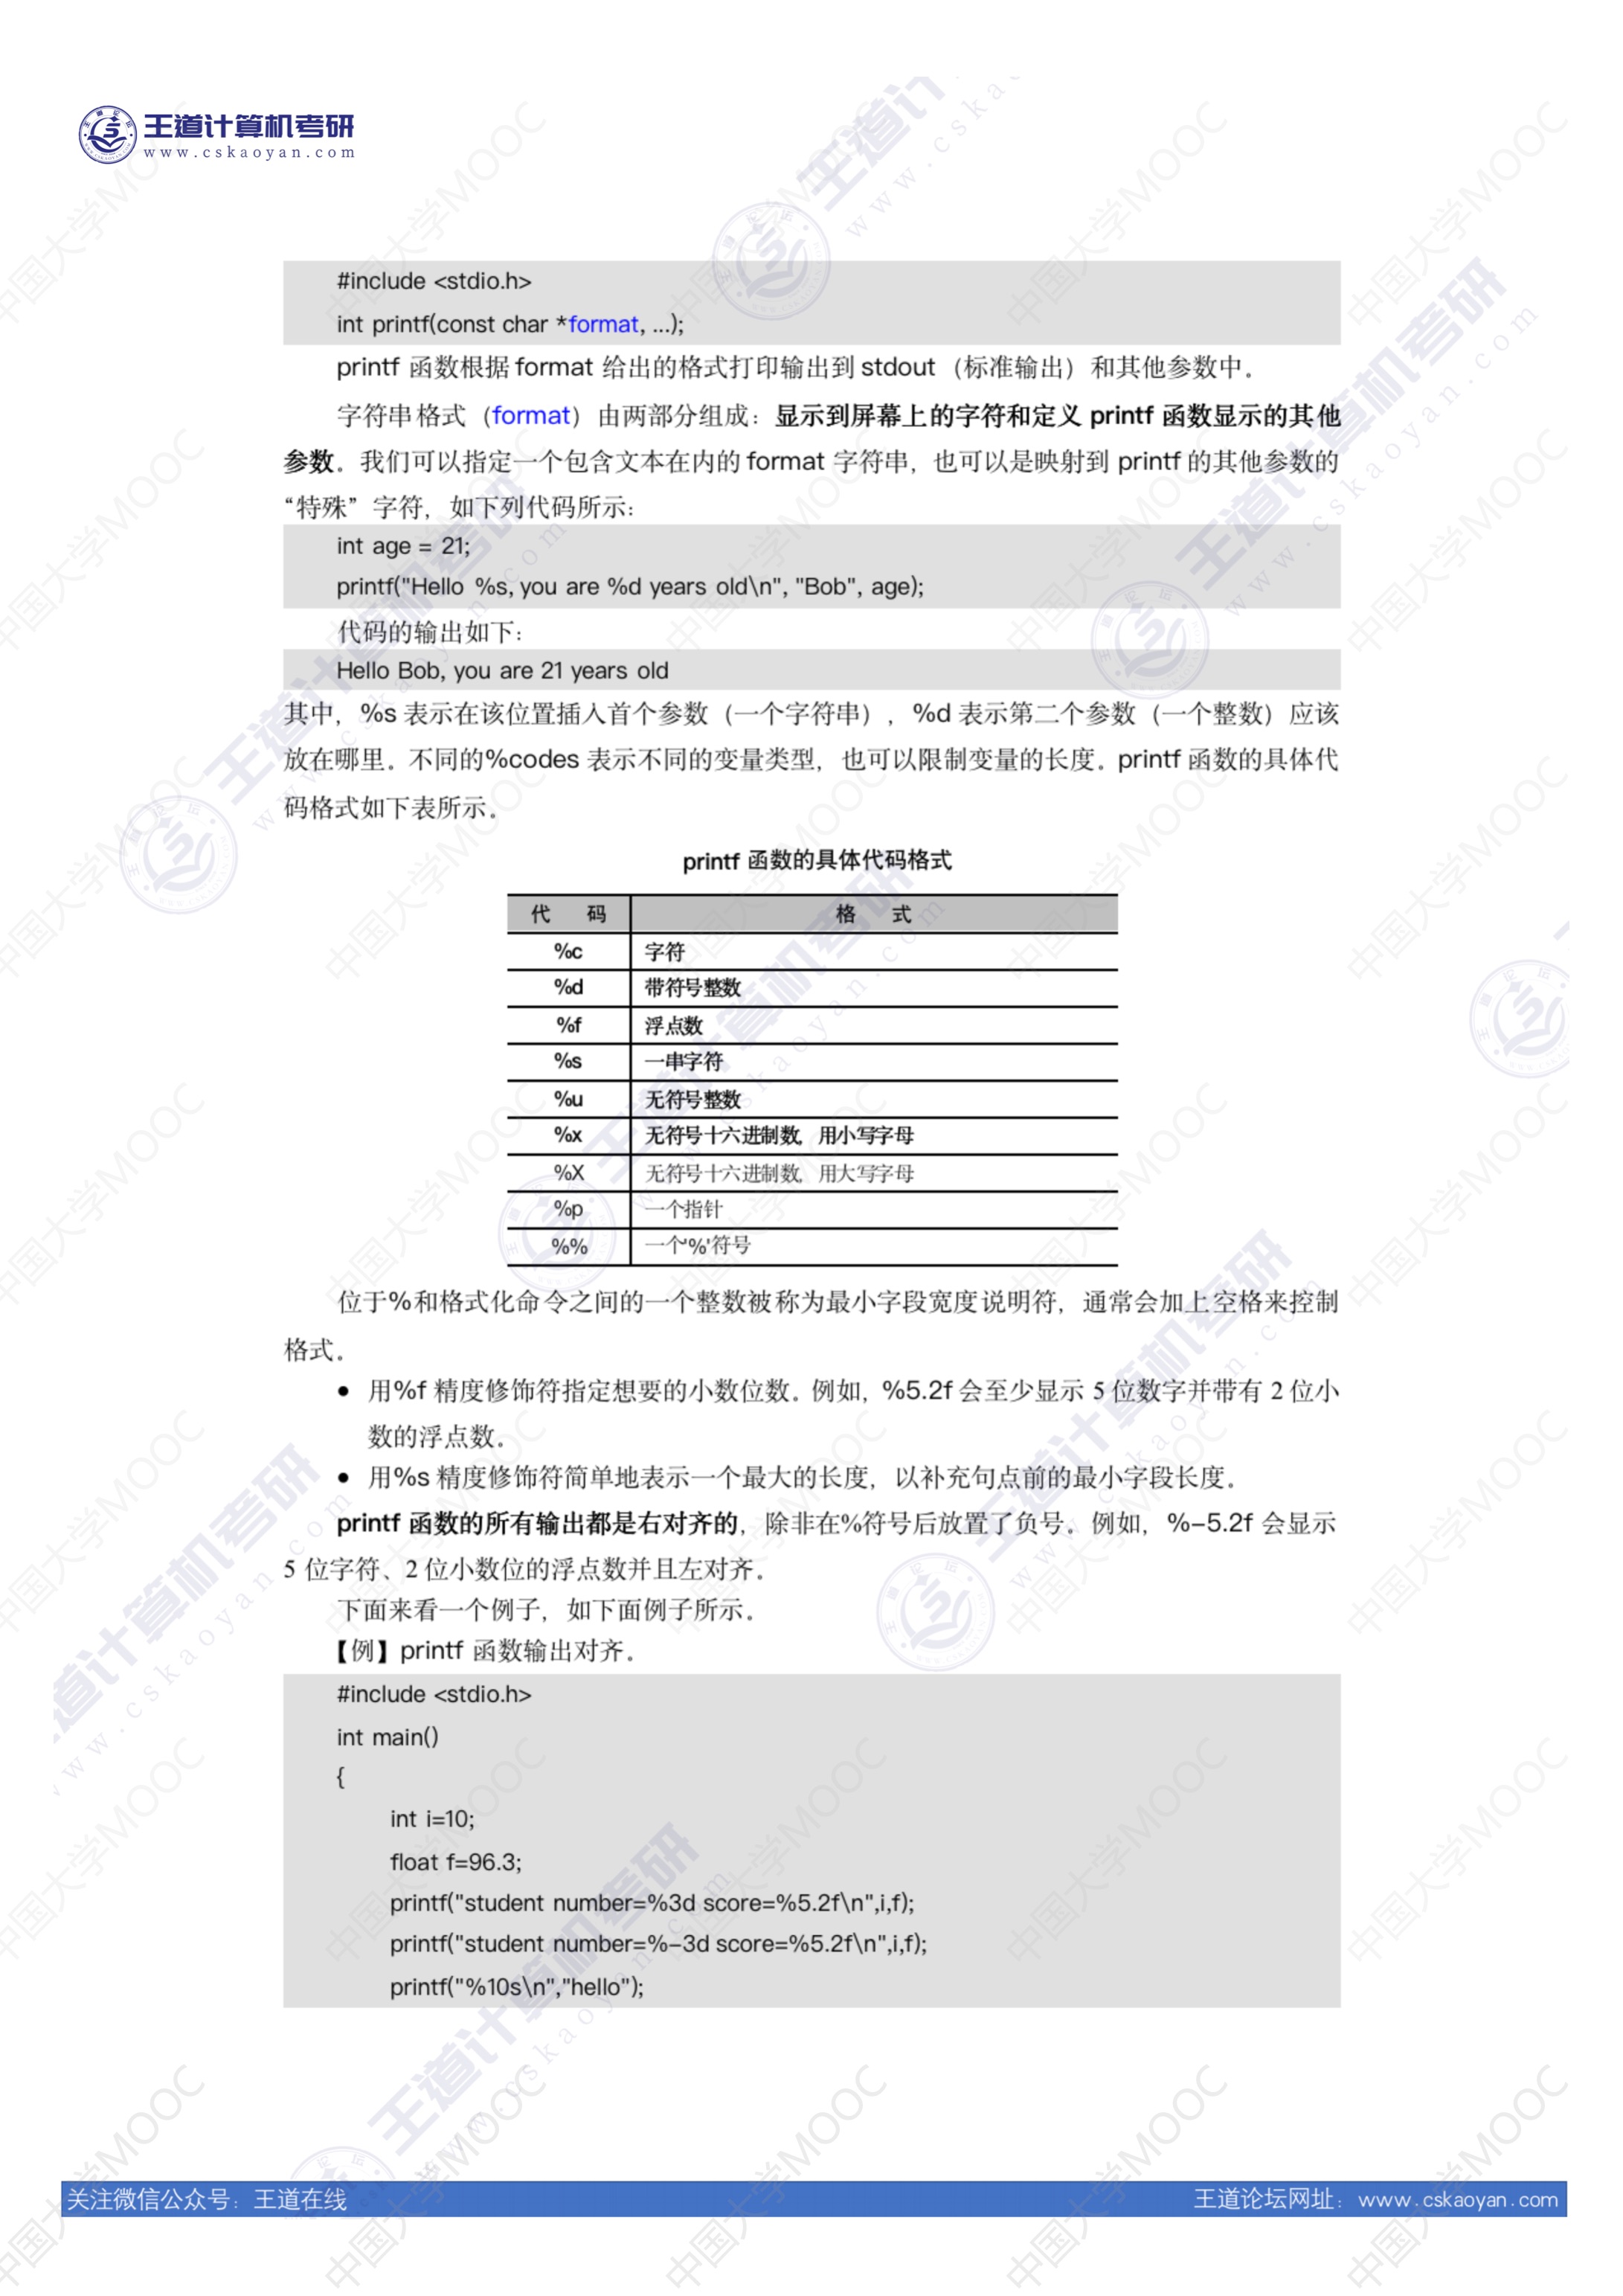 王道计算机考研
www.cskaoyan.com
#include <stdio.h>
int printf(const char *format, ...);
printf 函数根据 format 给出的格式打印输出到 stdout（标准输出）和其他参数中。
字符串格式（format）由两部分组成：显示到屏幕上的字符和定义 printf 函数显示的其他
参数。我们可以指定一个包含文本在内的 format 字符串，也可以是映射到 printf 的其他参数的
“特殊”字符，如下列代码所示：
int age = 21;
printf("Hello %s, you are %d years old\n", "Bob", age);
代码的输出如下：
Hello Bob, you are 21 years old
其中，%s 表示在该位置插入首个参数（一个字符串），%d 表示第二个参数（一个整数）应该
放在哪里。不同的%codes 表示不同的变量类型，也可以限制变量的长度。printf 函数的具体代
码格式如下表所示。
printf 函数的具体代码格式
代 码 格 式
%c 字符
%d 带符号整数
%f 浮点数
%s 一串字符
%u 无符号整数
%x 无符号十六进制数，用小写字母
%X 无符号十六进制数，用大写字母
%p 一个指针
%% 一个'%'符号
位于%和格式化命令之间的一个整数被称为最小字段宽度说明符，通常会加上空格来控制
格式。
● 用%f 精度修饰符指定想要的小数位数。例如，%5.2f 会至少显示 5 位数字并带有 2 位小
数的浮点数。
● 用%s 精度修饰符简单地表示一个最大的长度，以补充句点前的最小字段长度。
printf 函数的所有输出都是右对齐的，除非在%符号后放置了负号。例如，%−5.2f 会显示
5 位字符、2 位小数位的浮点数并且左对齐。
下面来看一个例子，如下面例子所示。
【例】printf 函数输出对齐。
#include <stdio.h>
int main()
{
int i=10;
float f=96.3;
printf("student number=%3d score=%5.2f\n",i,f);
printf("student number=%−3d score=%5.2f\n",i,f);
printf("%10s\n","hello");
关注微信公众号：王道在线 王道论坛网址：www.cskaoyan.com